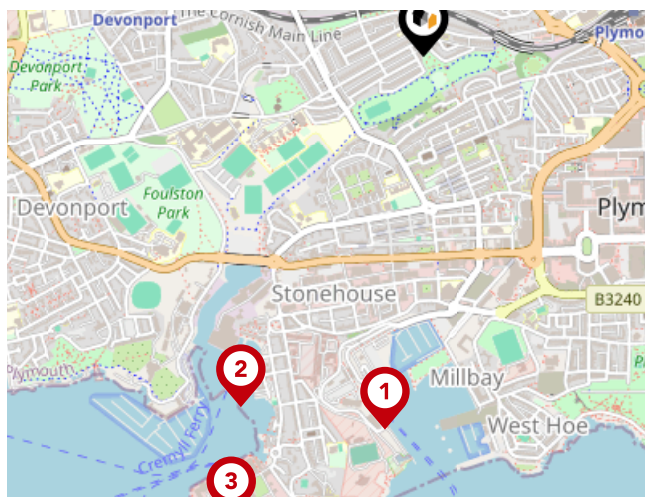 Devonport
The Cornish Main Line
Plymo
Devonport
Park
Foulston
Park
Devonport
Plym
Stonehouse
B3240
2
1
Millbay
Plymouth
West Hoe
Cremyll Ferry
3